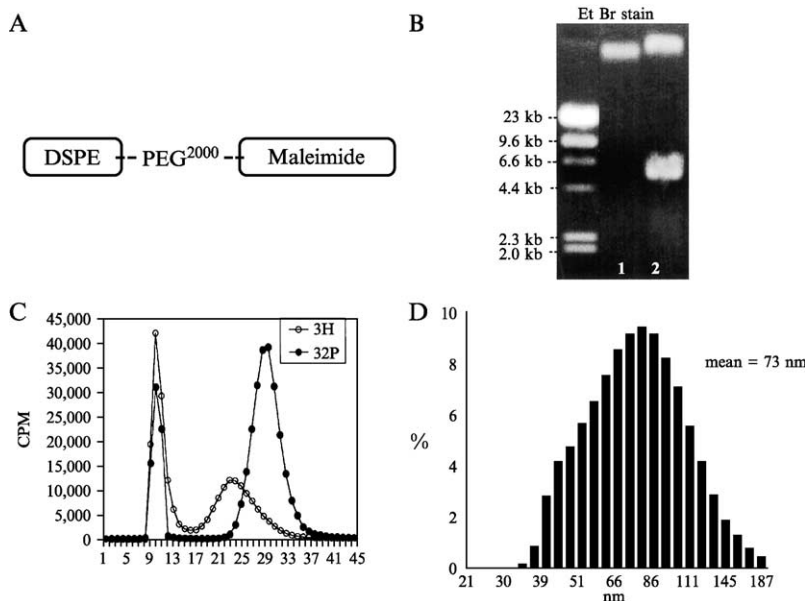 A
DSPE
PEG2000
Maleimide
B
Et Br stain
23 kb
9.6 kb
6.6 kb
4.4 kb
2.3 kb
2.0 kb
1 2
C
45,000
40,000
35,000
30,000
25,000
20,000
15,000
10,000
5,000
0
CPM
3H
32P
1 5 9 13 17 21 25 29 33 37 41 45
D
10
8
6
4
2
0
%
mean = 73 nm
21 30 39 51 66 86 111 145 187
nm